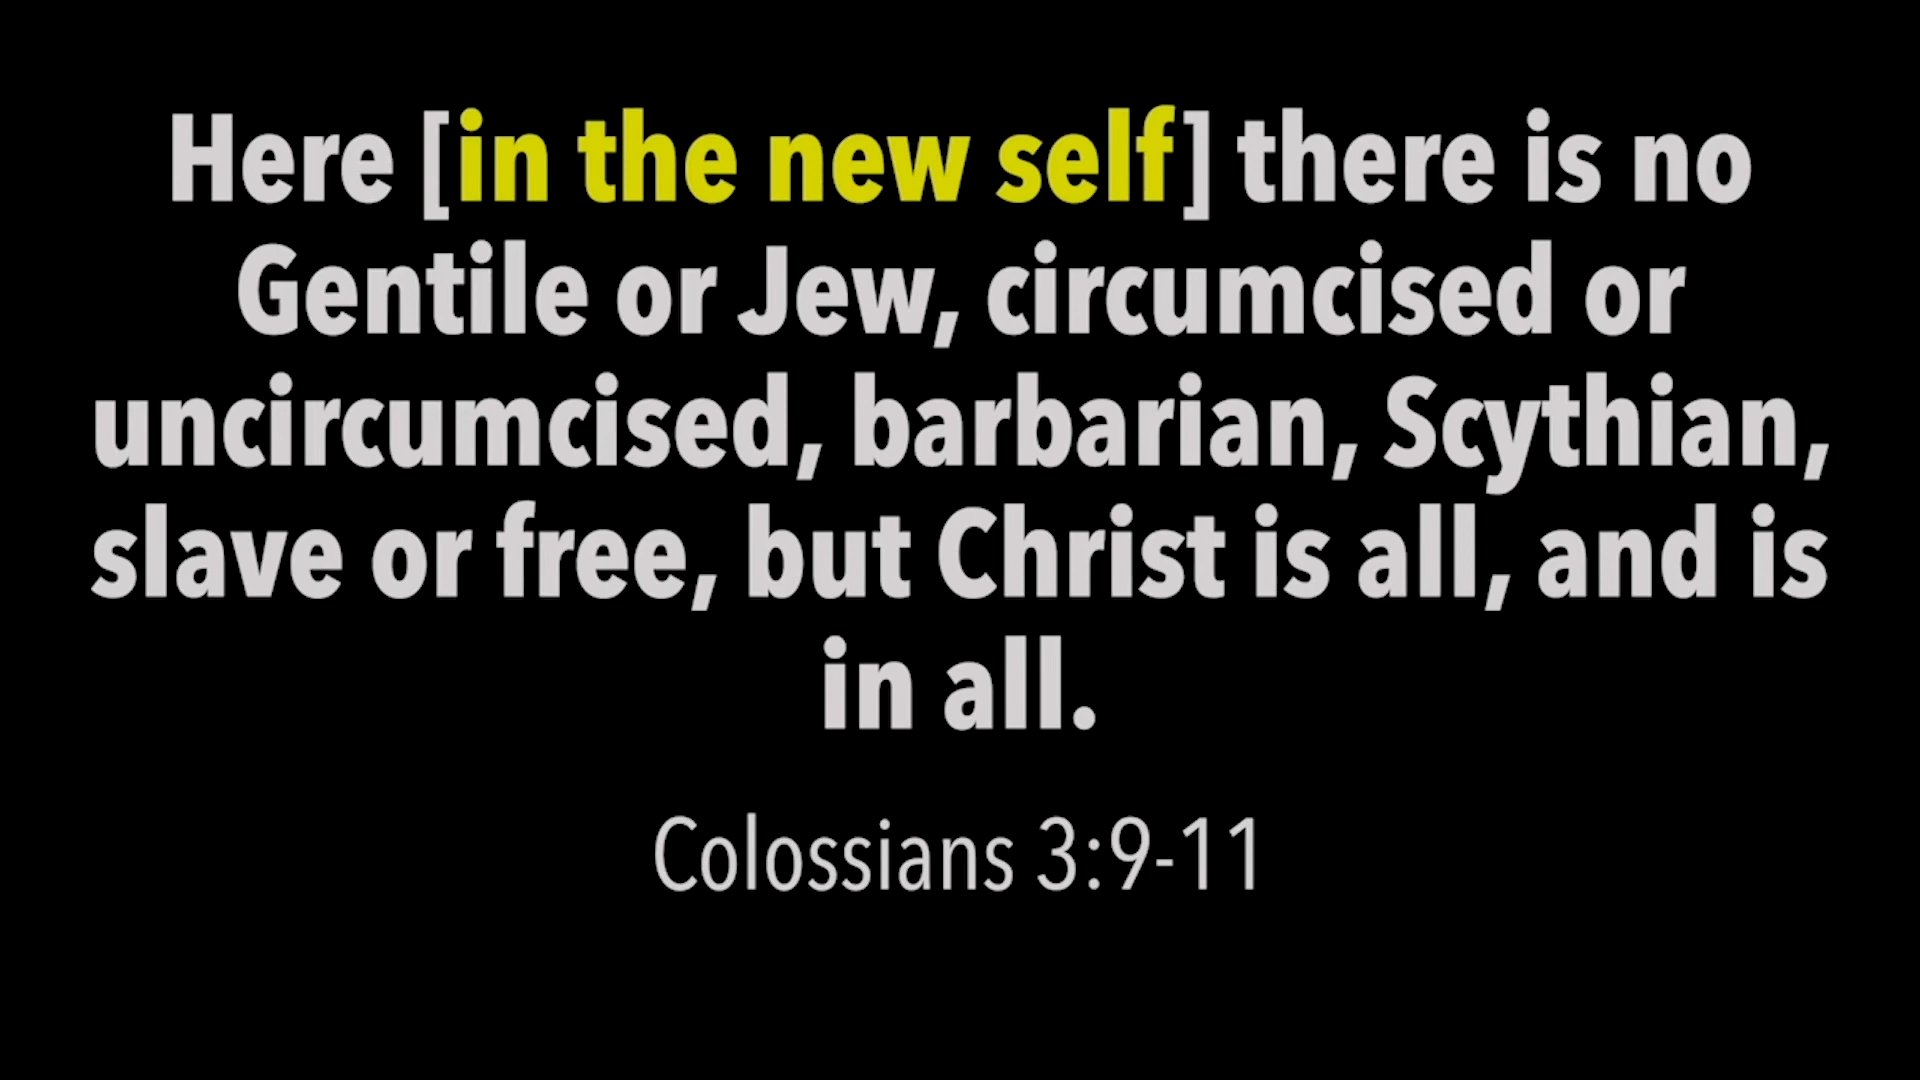 Here [in the new self] there is no
Gentile or Jew, circumcised or
uncircumcised, barbarian, Scythian,
slave or free, but Christ is all, and is
in all.
Colossians 3:9-11